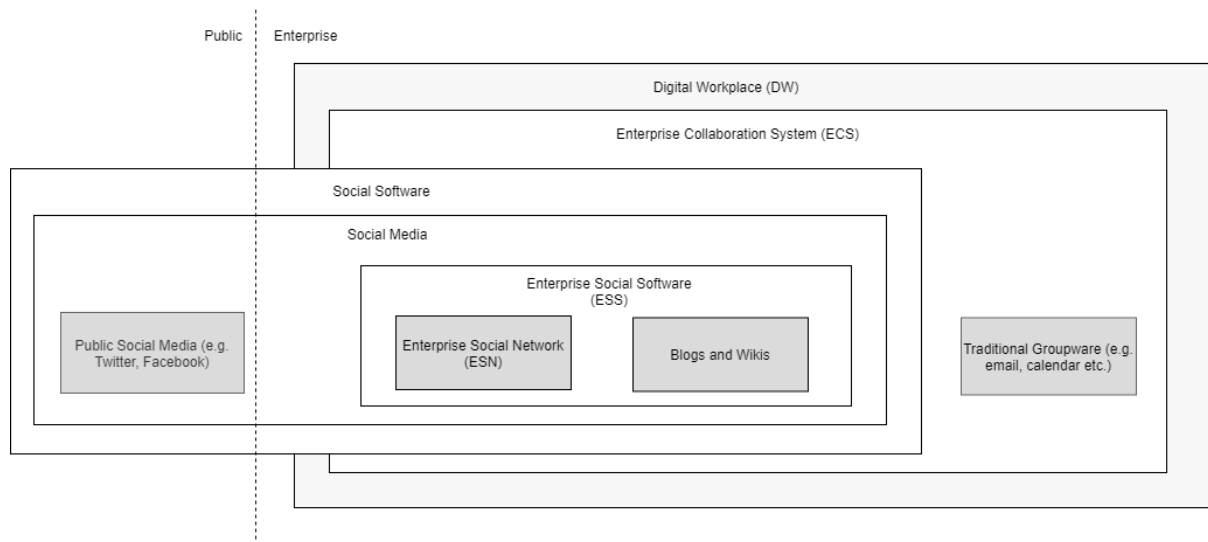 Public
Enterprise
Digital Workplace (DW)
Enterprise Collaboration System (ECS)
Social Software
Social Media
Enterprise Social Software
(ESS)
Public Social Media (e.g.
Twitter, Facebook)
Enterprise Social Network
(ESN)
Blogs and Wikis
Traditional Groupware (e.g.
email, calendar etc.)